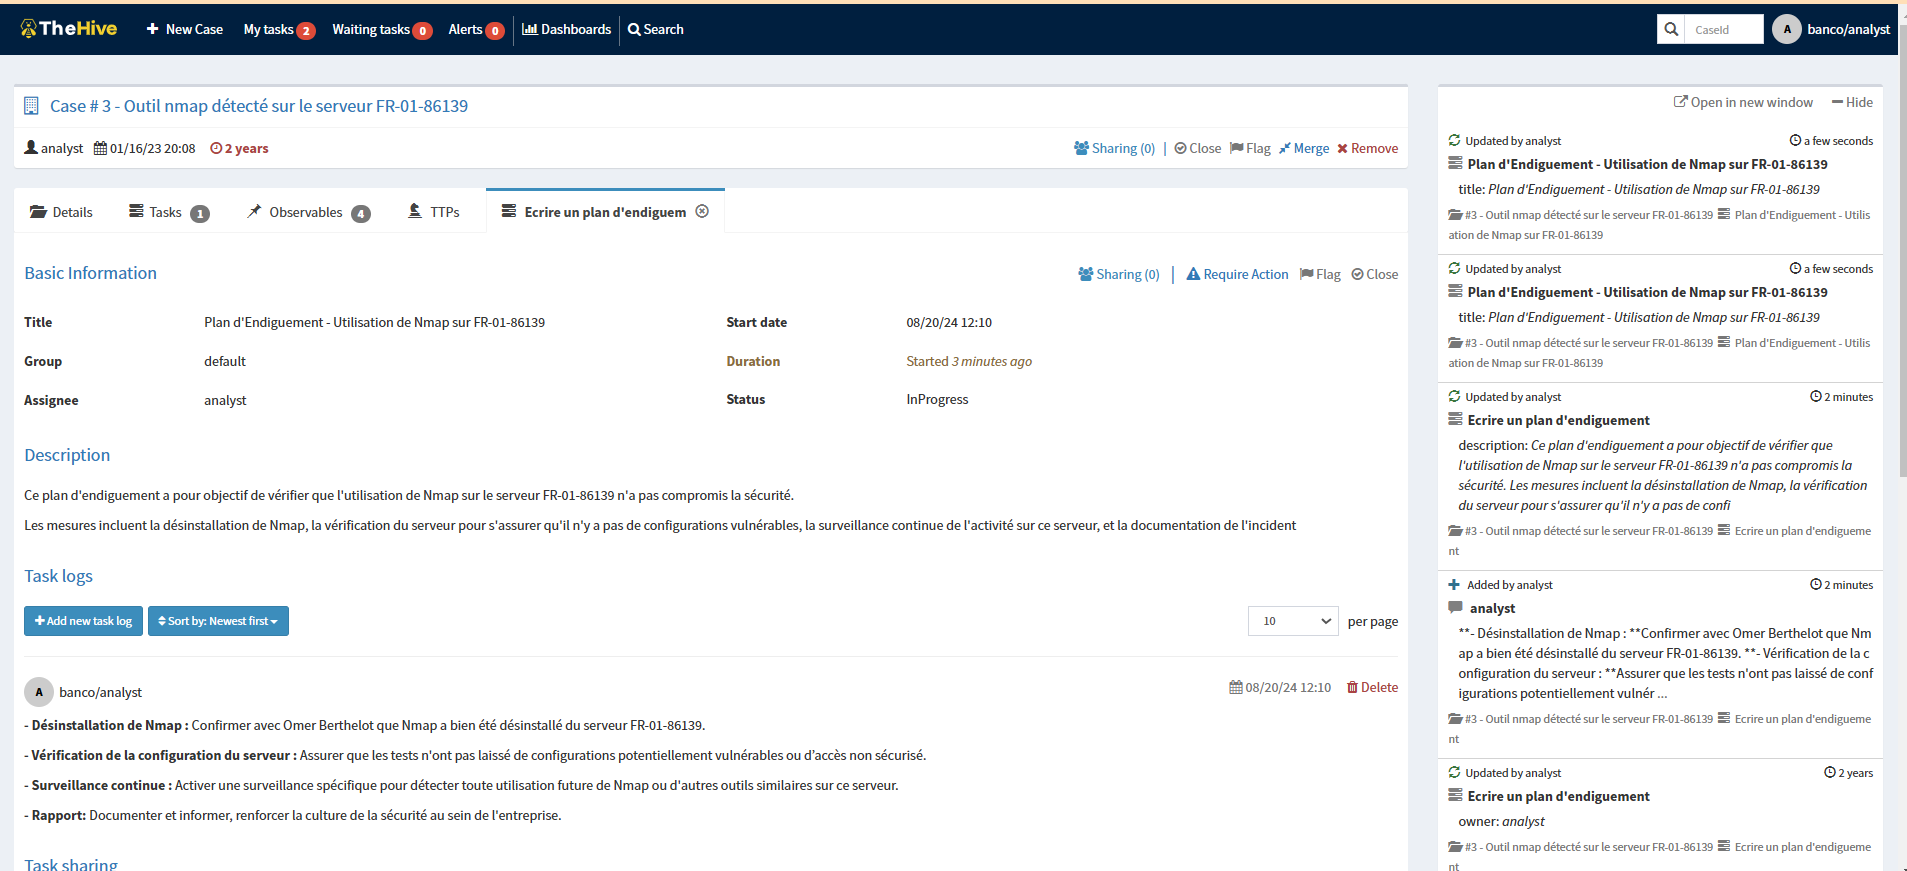 TheHive
New Case
My tasks 2
Waiting tasks 0
Alerts 0
Dashboards
Search
CaseId
A banco/analyst
Case # 3 - Outil nmap détecté sur le serveur FR-01-86139
analyst 01/16/23 20:08 2 years
Sharing (0) | Close Flag Merge Remove
Details
Tasks 1
Observables 4
TTPs
Ecrire un plan d'endiguem
Basic Information
Sharing (0) | Require Action Flag Close
Title Plan d'Endiguement - Utilisation de Nmap sur FR-01-86139
Start date 08/20/24 12:10
Group default
Duration Started 3 minutes ago
Assignee analyst
Status InProgress
Description
Ce plan d'endiguement a pour objectif de vérifier que l'utilisation de Nmap sur le serveur FR-01-86139 n'a pas compromis la sécurité.
Les mesures incluent la désinstallation de Nmap, la vérification du serveur pour s'assurer qu'il n'y a pas de configurations vulnérables, la surveillance continue de l'activité sur ce serveur, et la documentation de l'incident
Task logs
Add new task log
Sort by: Newest first
10 per page
A banco/analyst
08/20/24 12:10 Delete
- Désinstallation de Nmap : Confirmer avec Omer Berthelot que Nmap a bien été désinstallé du serveur FR-01-86139.
- Vérification de la configuration du serveur : Assurer que les tests n'ont pas laissé de configurations potentiellement vulnérables ou d'accès non sécurisé.
- Surveillance continue : Activer une surveillance spécifique pour détecter toute utilisation future de Nmap ou d'autres outils similaires sur ce serveur.
- Rapport: Documenter et informer, renforcer la culture de la sécurité au sein de l'entreprise.
Task sharing
Open in new window Hide
Updated by analyst a few seconds
Plan d'Endiguement - Utilisation de Nmap sur FR-01-86139
title: Plan d'Endiguement - Utilisation de Nmap sur FR-01-86139
#3 - Outil nmap détecté sur le serveur FR-01-86139 Plan d'Endiguement - Utilis
ation de Nmap sur FR-01-86139
Updated by analyst a few seconds
Plan d'Endiguement - Utilisation de Nmap sur FR-01-86139
title: Plan d'Endiguement - Utilisation de Nmap sur FR-01-86139
#3 - Outil nmap détecté sur le serveur FR-01-86139 Plan d'Endiguement - Utilis
ation de Nmap sur FR-01-86139
Updated by analyst 2 minutes
Ecrire un plan d'endiguement
description: Ce plan d'endiguement a pour objectif de vérifier que
l'utilisation de Nmap sur le serveur FR-01-86139 n'a pas compromis la
sécurité. Les mesures incluent la désinstallation de Nmap, la vérification
du serveur pour s'assurer qu'il n'y a pas de confi
#3 - Outil nmap détecté sur le serveur FR-01-86139 Ecrire un plan d'endigueme
nt
Added by analyst 2 minutes
analyst
**- Désinstallation de Nmap : **Confirmer avec Omer Berthelot que Nm
ap a bien été désinstallé du serveur FR-01-86139. **- Vérification de la c
onfiguration du serveur : **Assurer que les tests n'ont pas laissé de conf
igurations potentiellement vulnér ...
#3 - Outil nmap détecté sur le serveur FR-01-86139 Ecrire un plan d'endigueme
nt
Updated by analyst 2 years
Ecrire un plan d'endiguement
owner: analyst
#3 - Outil nmap détecté sur le serveur FR-01-86139 Ecrire un plan d'endigueme
nt